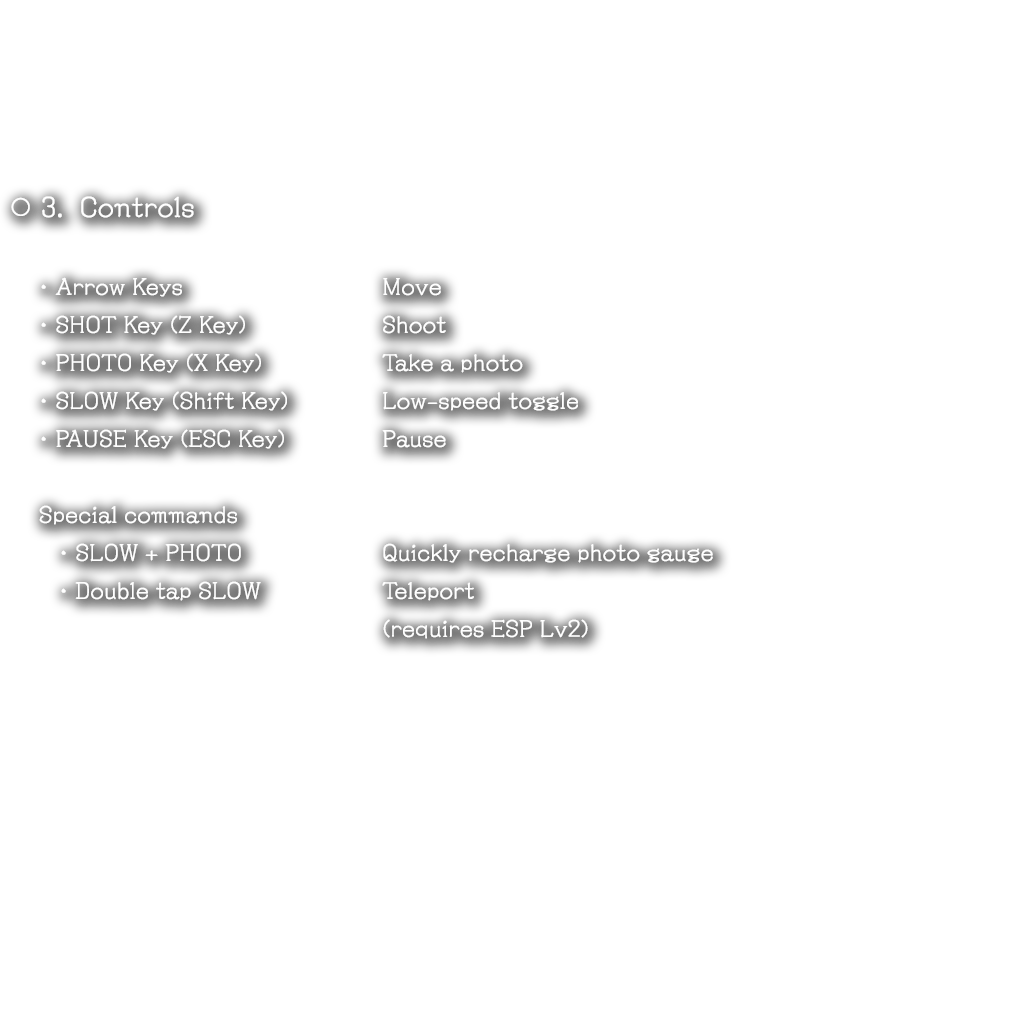 ○ 3. Controls
・Arrow Keys Move
・SHOT Key (Z Key) Shoot
・PHOTO Key (X Key) Take a photo
・SLOW Key (Shift Key) Low-speed toggle
・PAUSE Key (ESC Key) Pause
Special commands
・SLOW + PHOTO Quickly recharge photo gauge
・Double tap SLOW Teleport
(requires ESP Lv2)